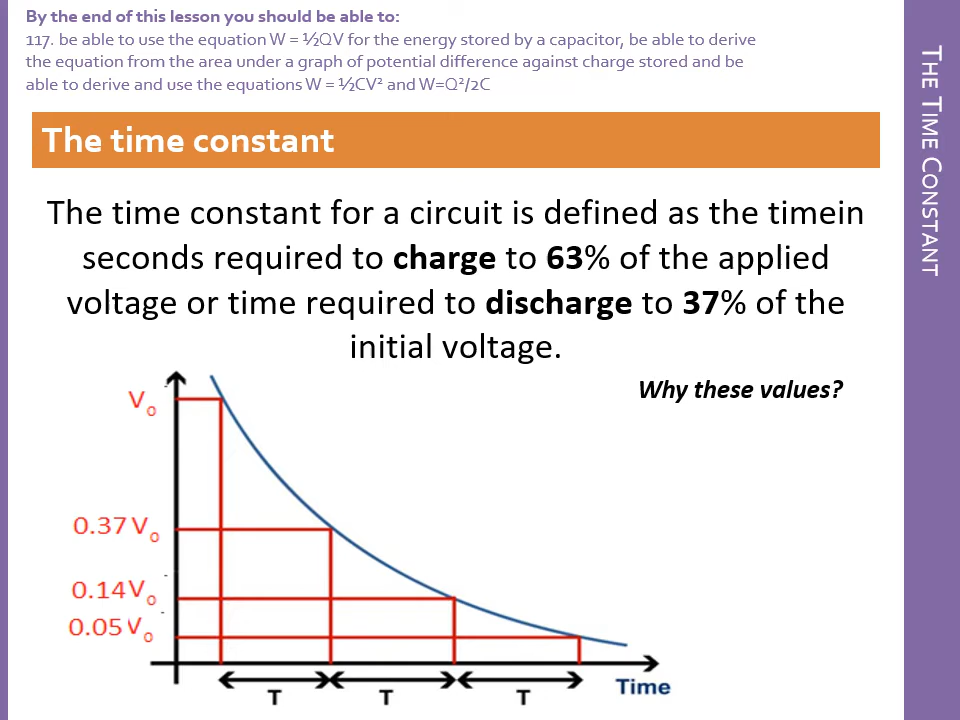 By the end of this lesson you should be able to:
117. be able to use the equation W = ½QV for the energy stored by a capacitor, be able to derive
the equation from the area under a graph of potential difference against charge stored and be
able to derive and use the equations W = ½CV² and W=Q²/2C
The Time Constant
The time constant
The time constant for a circuit is defined as the timein
seconds required to charge to 63% of the applied
voltage or time required to discharge to 37% of the
initial voltage.
Why these values?
V₀
0.37V₀
0.14V₀
0.05V₀
T T T
Time